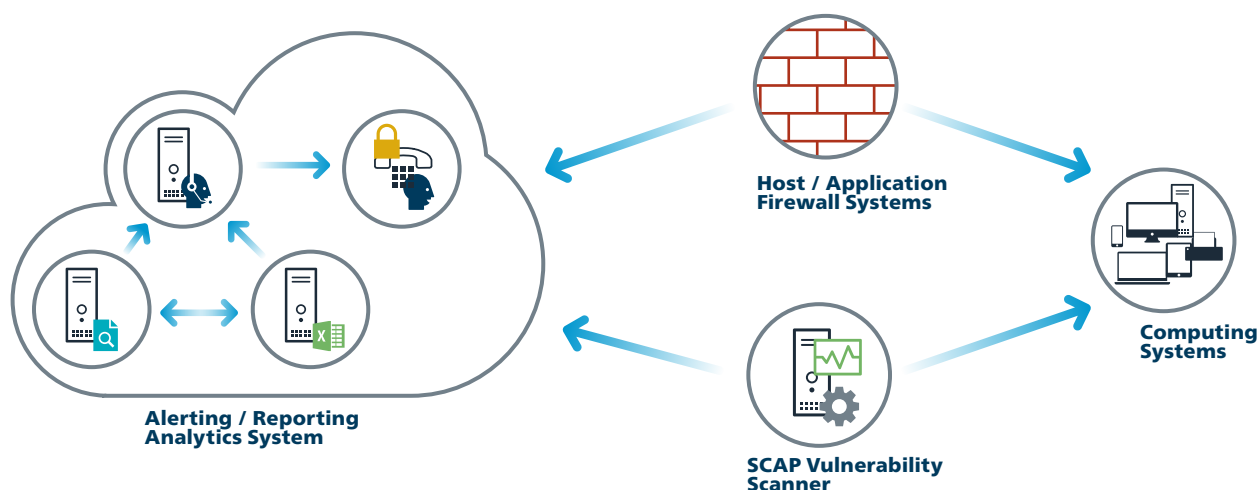 Host / Application
Firewall Systems
Computing
Systems
Alerting / Reporting
Analytics System
SCAP Vulnerability
Scanner
X